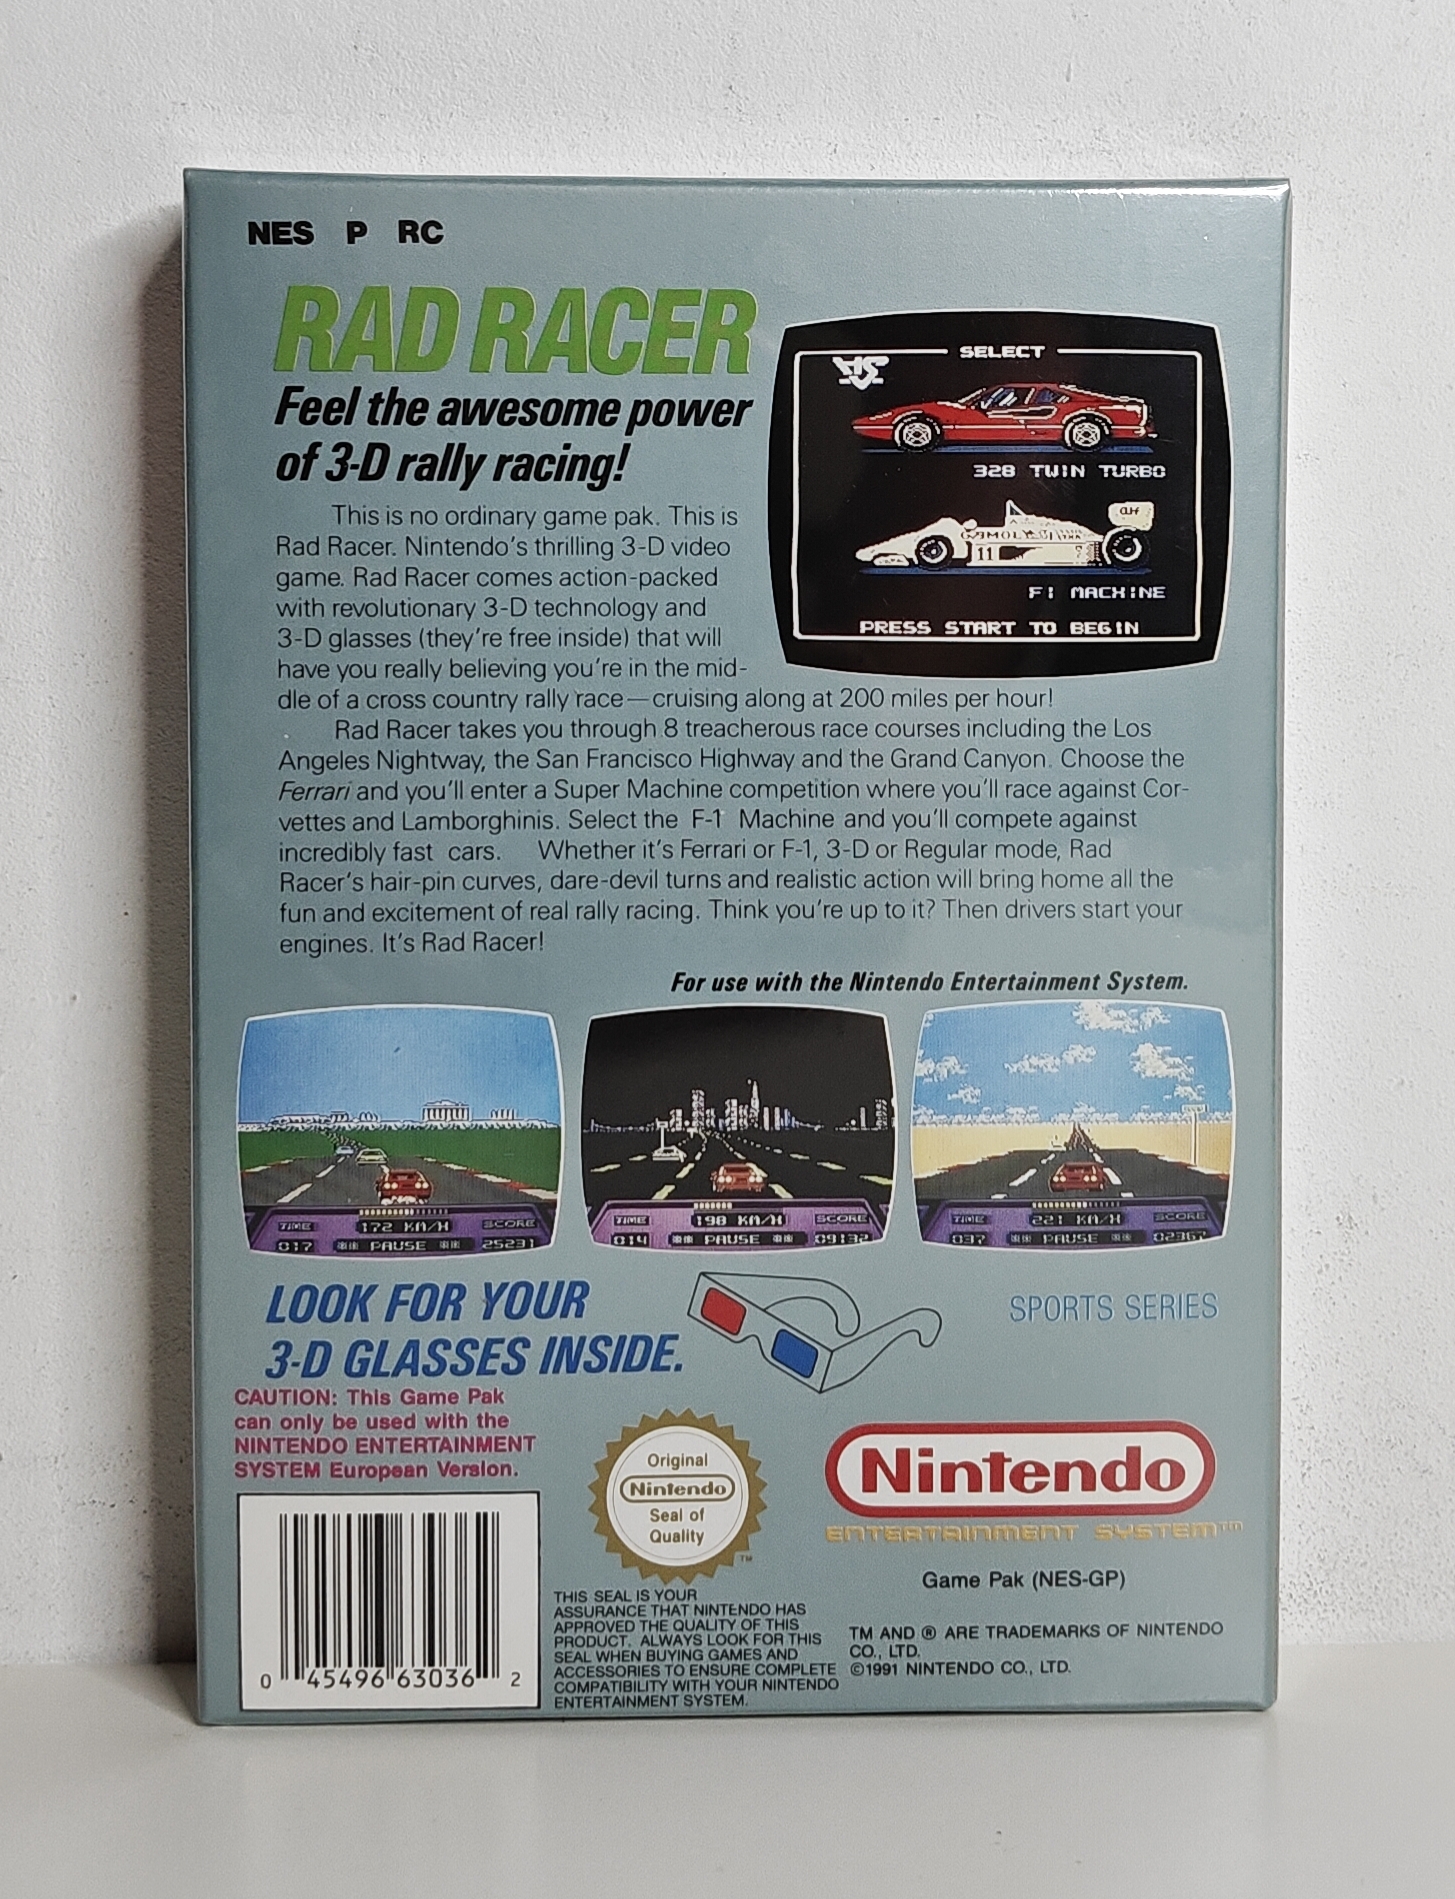 NES P RC
RAD RACER
Feel the awesome power
of 3-D rally racing!
This is no ordinary game pak. This is
Rad Racer. Nintendo's thrilling 3-D video
game. Rad Racer comes action-packed
with revolutionary 3-D technology and
3-D glasses (they're free inside) that will
have you really believing you're in the mid-
dle of a cross country rally race—cruising along at 200 miles per hour!
Rad Racer takes you through 8 treacherous race courses including the Los
Angeles Nightway, the San Francisco Highway and the Grand Canyon. Choose the
Ferrari and you'll enter a Super Machine competition where you'll race against Cor-
vettes and Lamborghinis. Select the F-1 Machine and you'll compete against
incredibly fast cars. Whether it's Ferrari or F-1, 3-D or Regular mode, Rad
Racer's hair-pin curves, dare-devil turns and realistic action will bring home all the
fun and excitement of real rally racing. Think you're up to it? Then drivers start your
engines. It's Rad Racer!
For use with the Nintendo Entertainment System.
SELECT
328 TWIN TURBO
11
F1 MACHINE
PRESS START TO BEGIN
TIME 172 KM/H SCORE
017 PAUSE 25231
TIME 198 KM/H SCORE
014 PAUSE 09132
TIME 221 KM/H SCORE
037 PAUSE 02367
LOOK FOR YOUR
3-D GLASSES INSIDE.
SPORTS SERIES
CAUTION: This Game Pak
can only be used with the
NINTENDO ENTERTAINMENT
SYSTEM European Version.
0 45496 63036 2
Original
Nintendo
Seal of
Quality
TM
THIS SEAL IS YOUR
ASSURANCE THAT NINTENDO HAS
APPROVED THE QUALITY OF THIS
PRODUCT. ALWAYS LOOK FOR THIS
SEAL WHEN BUYING GAMES AND
ACCESSORIES TO ENSURE COMPLETE
COMPATIBILITY WITH YOUR NINTENDO
ENTERTAINMENT SYSTEM.
Nintendo
ENTERTAINMENT SYSTEM™
Game Pak (NES-GP)
TM AND ® ARE TRADEMARKS OF NINTENDO
CO., LTD.
©1991 NINTENDO CO., LTD.